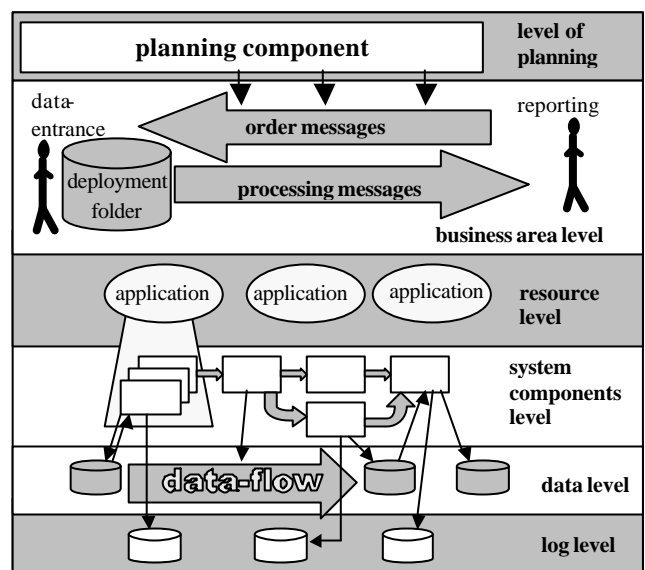 planning component
level of
planning
data-
entrance
reporting
order messages
deployment
folder
processing messages
business area level
application
application
application
resource
level
system
components
level
data-flow
data level
log level